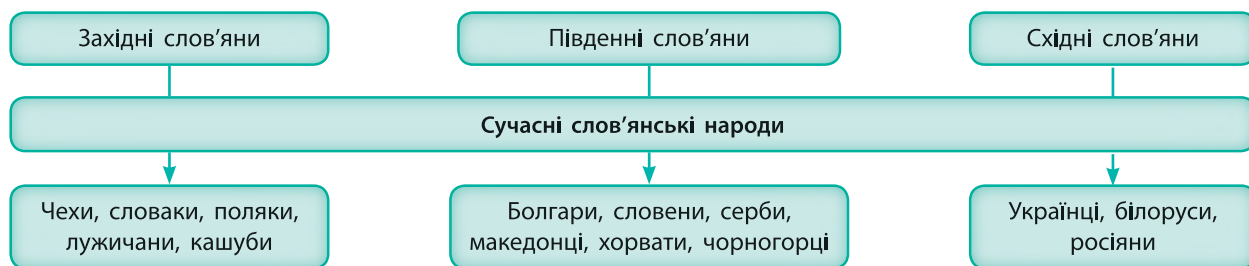 Західні слов’яни
Південні слов’яни
Східні слов’яни
Сучасні слов’янські народи
Чехи, словаки, поляки,
лужичани, кашуби
Болгари, словени, серби,
македонці, хорвати, чорногорці
Українці, білоруси,
росіяни